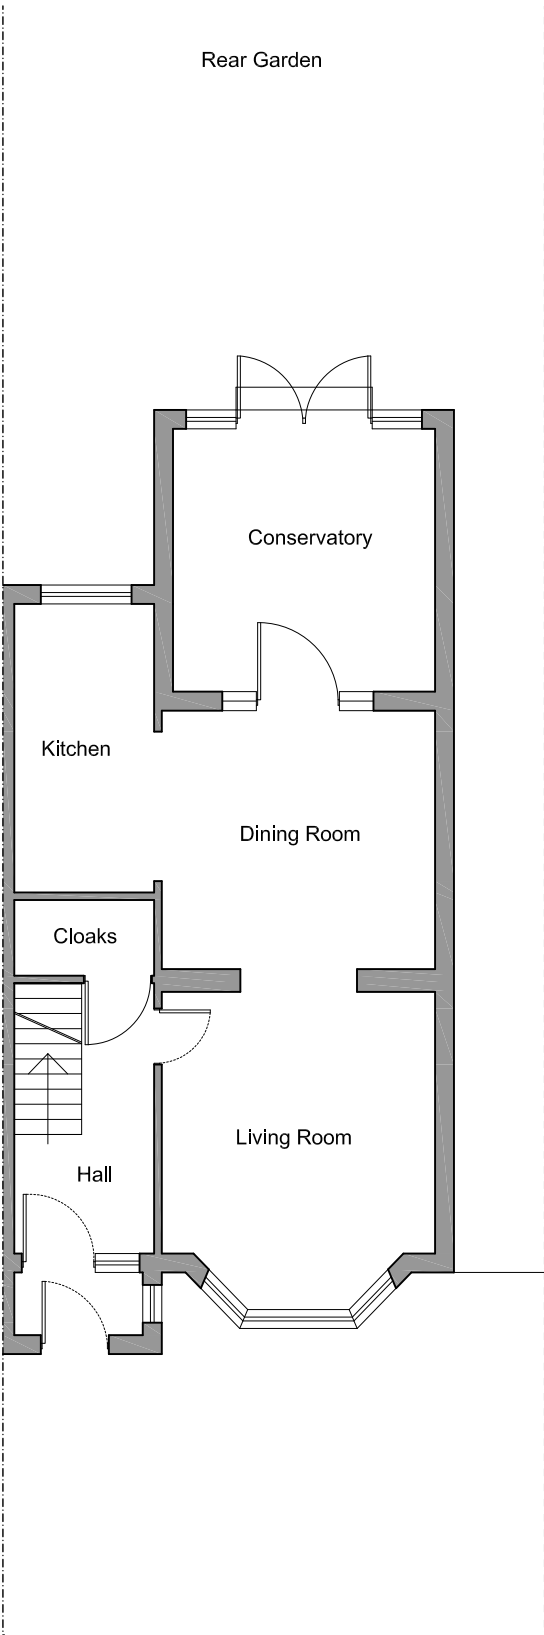 Rear Garden
Conservatory
Kitchen
Dining Room
Cloaks
Living Room
Hall